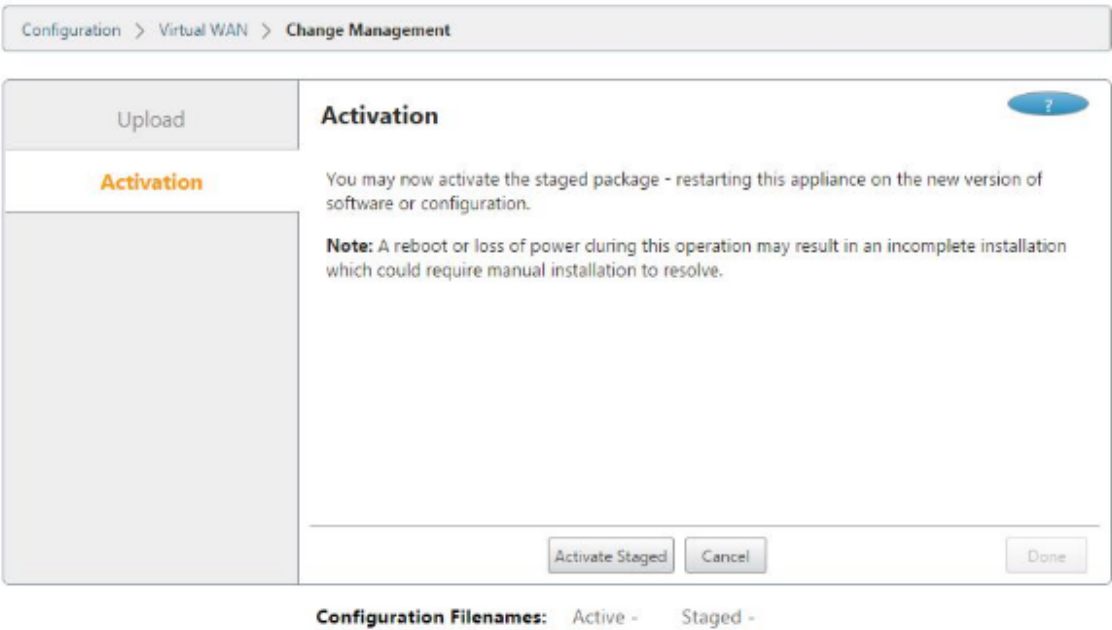 Configuration > Virtual WAN > Change Management
Upload
Activation
Activation
?
You may now activate the staged package - restarting this appliance on the new version of
software or configuration.
Note: A reboot or loss of power during this operation may result in an incomplete installation
which could require manual installation to resolve.
Activate Staged Cancel Done
Configuration Filenames: Active - Staged -